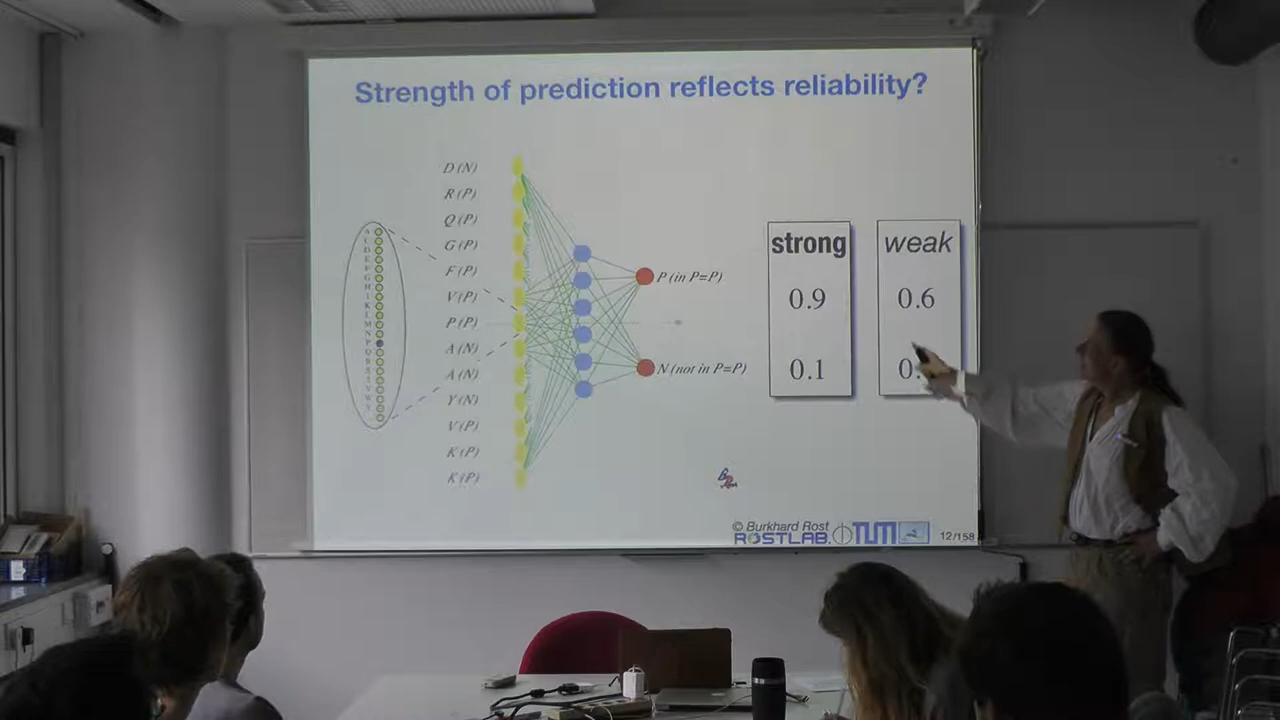 Strength of prediction reflects reliability?
D (N)
R (P)
Q (P)
G (P)
F (P)
V (P)
P (P)
A (N)
A (N)
Y (N)
V (P)
K (P)
K (P)
P (in P=P)
N (not in P=P)
strong
0.9
0.1
weak
0.6
© Burkhard Rost
ROSTLAB.
TUM
12/158